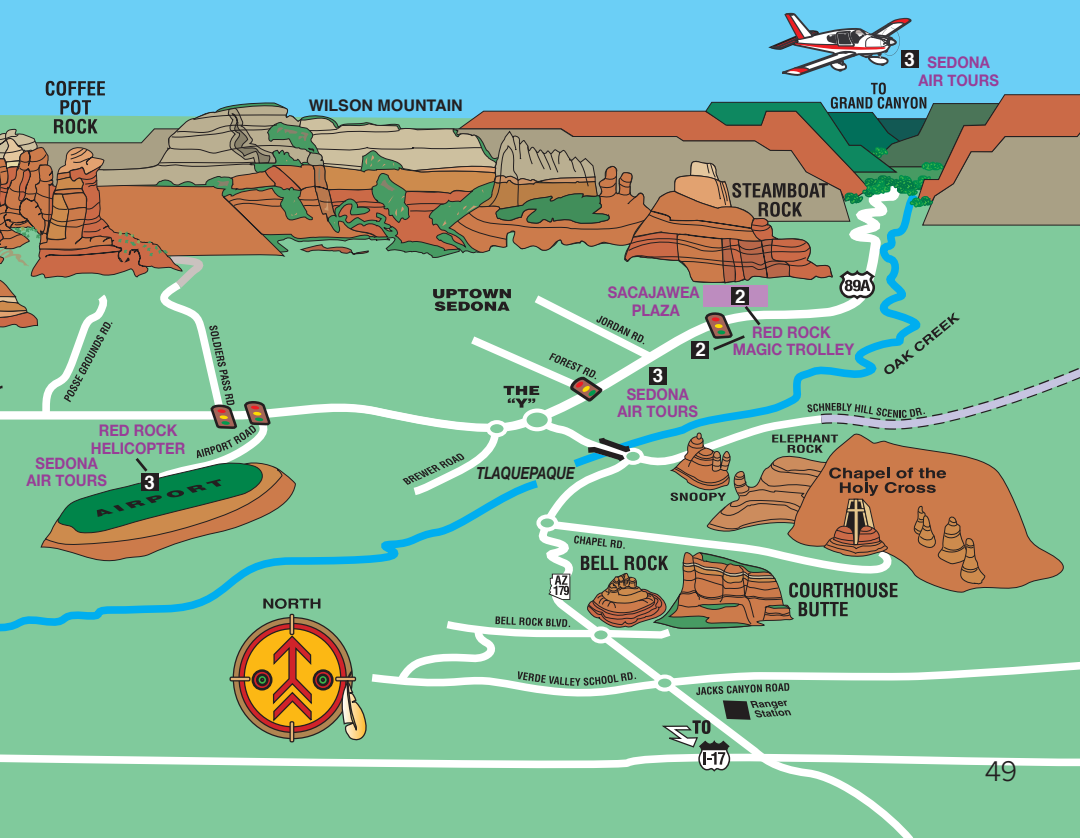 3
SEDONA
AIR TOURS
TO
GRAND CANYON
COFFEE
POT
ROCK
WILSON MOUNTAIN
STEAMBOAT
ROCK
89A
UPTOWN
SEDONA
SACAJAWEA
PLAZA
2
JORDAN RD.
RED ROCK
MAGIC TROLLEY
2
OAK CREEK
POSSE GROUNDS RD.
SOLDIERS PASS RD
FOREST RD.
3
SEDONA
AIR TOURS
THE
“Y”
SCHNEBLY HILL SCENIC DR.
RED ROCK
HELICOPTER
AIRPORT ROAD
SEDONA
AIR TOURS
3
AIRPORT
BREWER ROAD
TLAQUEPAQUE
SNOOPY
ELEPHANT
ROCK
Chapel of the
Holy Cross
CHAPEL RD.
BELL ROCK
AZ
179
COURTHOUSE
BUTTE
NORTH
BELL ROCK BLVD.
VERDE VALLEY SCHOOL RD.
JACKS CANYON ROAD
Ranger
Station
TO
I-17
49